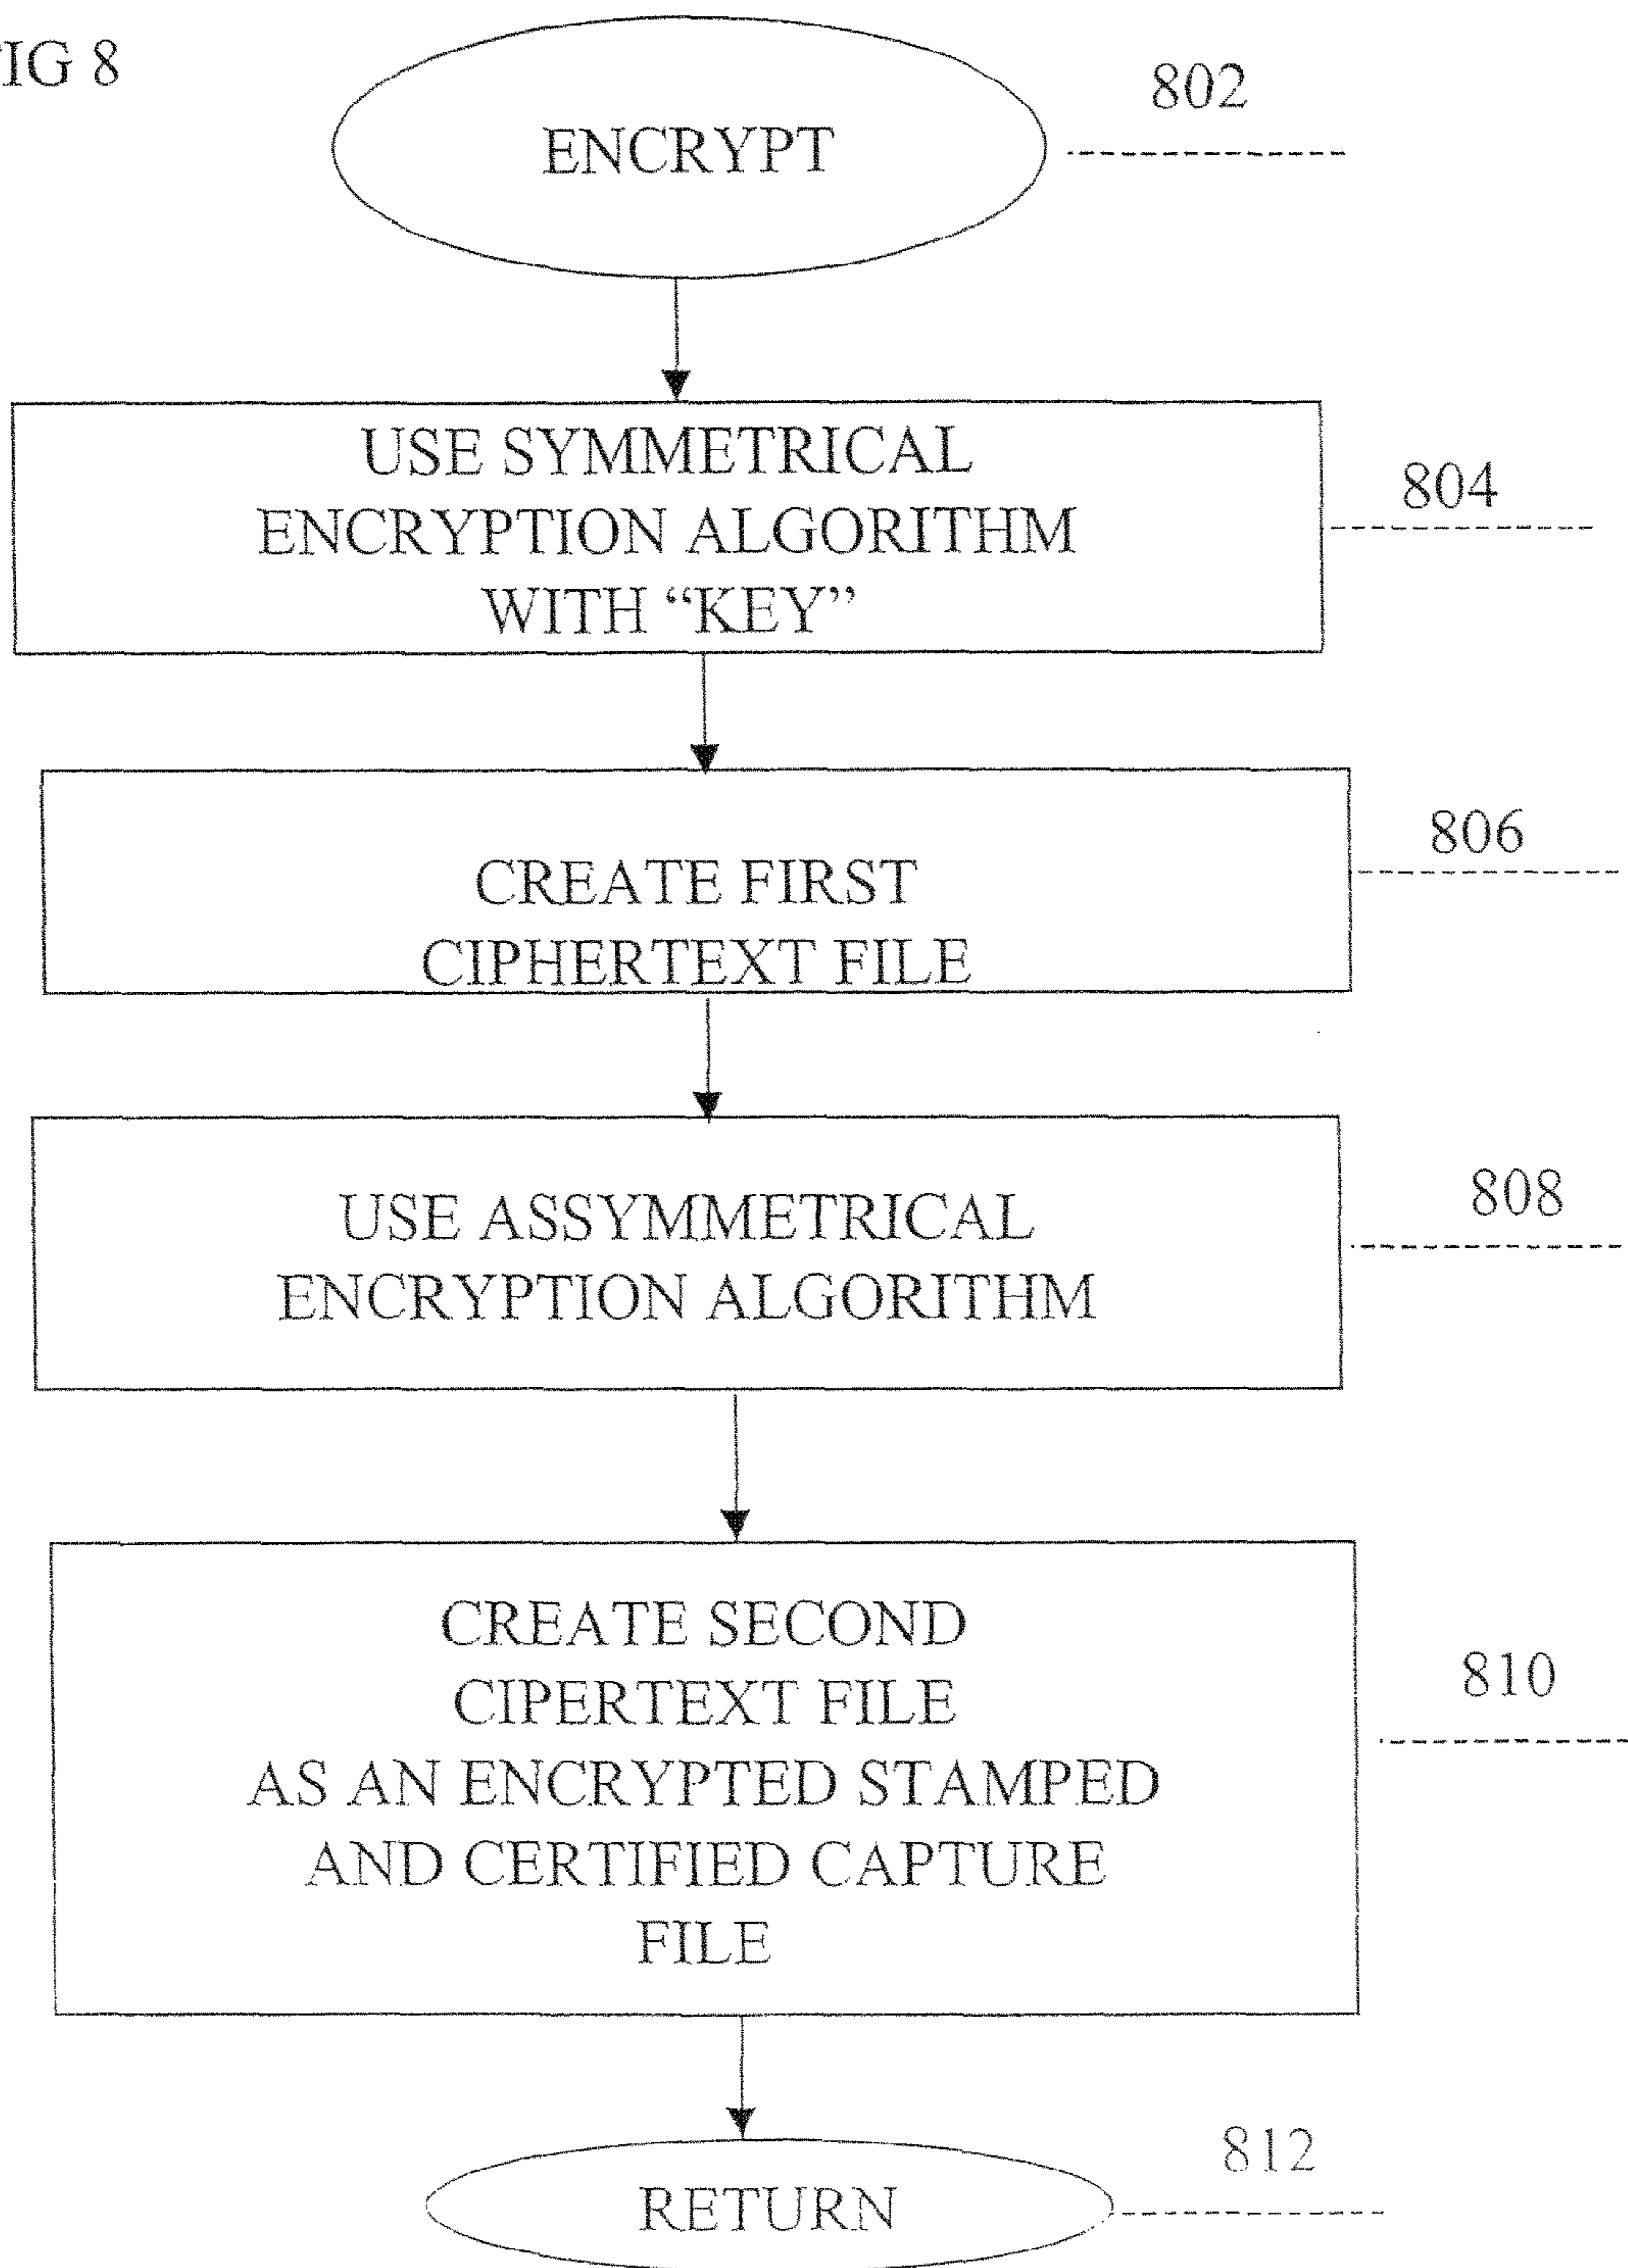 IG 8
802
ENCRYPT
USE SYMMETRICAL
804
ENCRYPTION ALGORITHM
WITH “KEY”
806
CREATE FIRST
CIPHERTEXT FILE
808
USE ASSYMMETRICAL
ENCRYPTION ALGORITHM
CREATE SECOND
810
CIPERTEXT FILE
AS AN ENCRYPTED STAMPED
AND CERTIFIED CAPTURE
FILE
812
RETURN